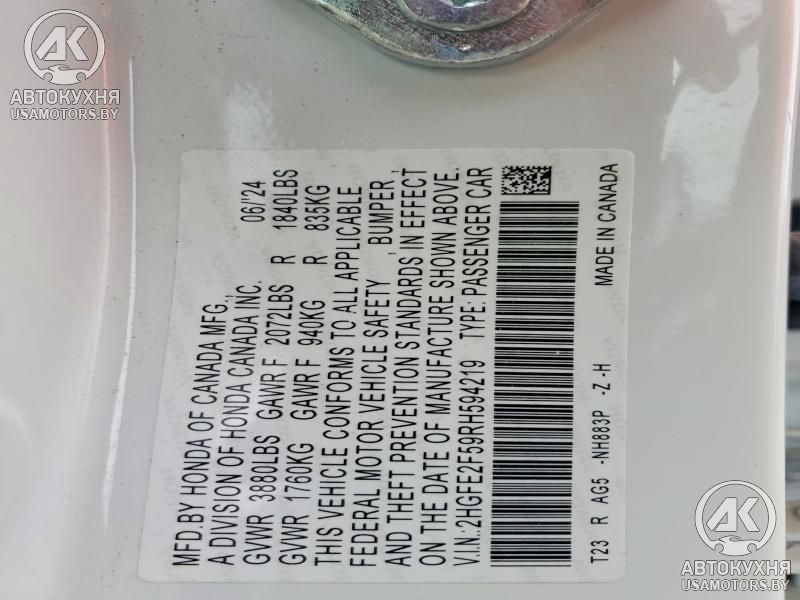 MFD.BY HONDA OF CANADA MFG., 06/'24
A DIVISION OF HONDA CANADA INC.
GVWR 3880LBS GAWR F 2072LBS R 1840LBS
GVWR 1760KG GAWR F 940KG R 835KG
THIS VEHICLE CONFORMS TO ALL APPLICABLE
FEDERAL MOTOR VEHICLE SAFETY , BUMPER,
AND THEFT PREVENTION STANDARDS IN EFFECT
ON THE DATE OF MANUFACTURE SHOWN ABOVE.
V.I.N.:2HGFE2F59RH594219 TYPE: PASSENGER CAR
T23 R AG5 -NH883P -Z -H MADE IN CANADA
АК
АВТОКУХНЯ
USAMOTORS.BY
АК
АВТОКУХНЯ
USAMOTORS.BY